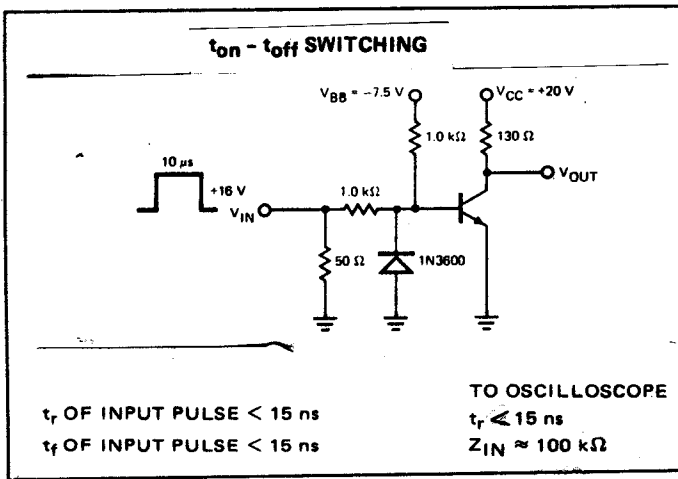 ton – toff SWITCHING
VBB = –7.5 V
VCC = +20 V
1.0 kΩ
130 Ω
10 μs
+16 V
VIN
1.0 kΩ
VOUT
50 Ω
1N3600
tr OF INPUT PULSE < 15 ns
tf OF INPUT PULSE < 15 ns
TO OSCILLOSCOPE
tr ≪ 15 ns
ZIN ≈ 100 kΩ